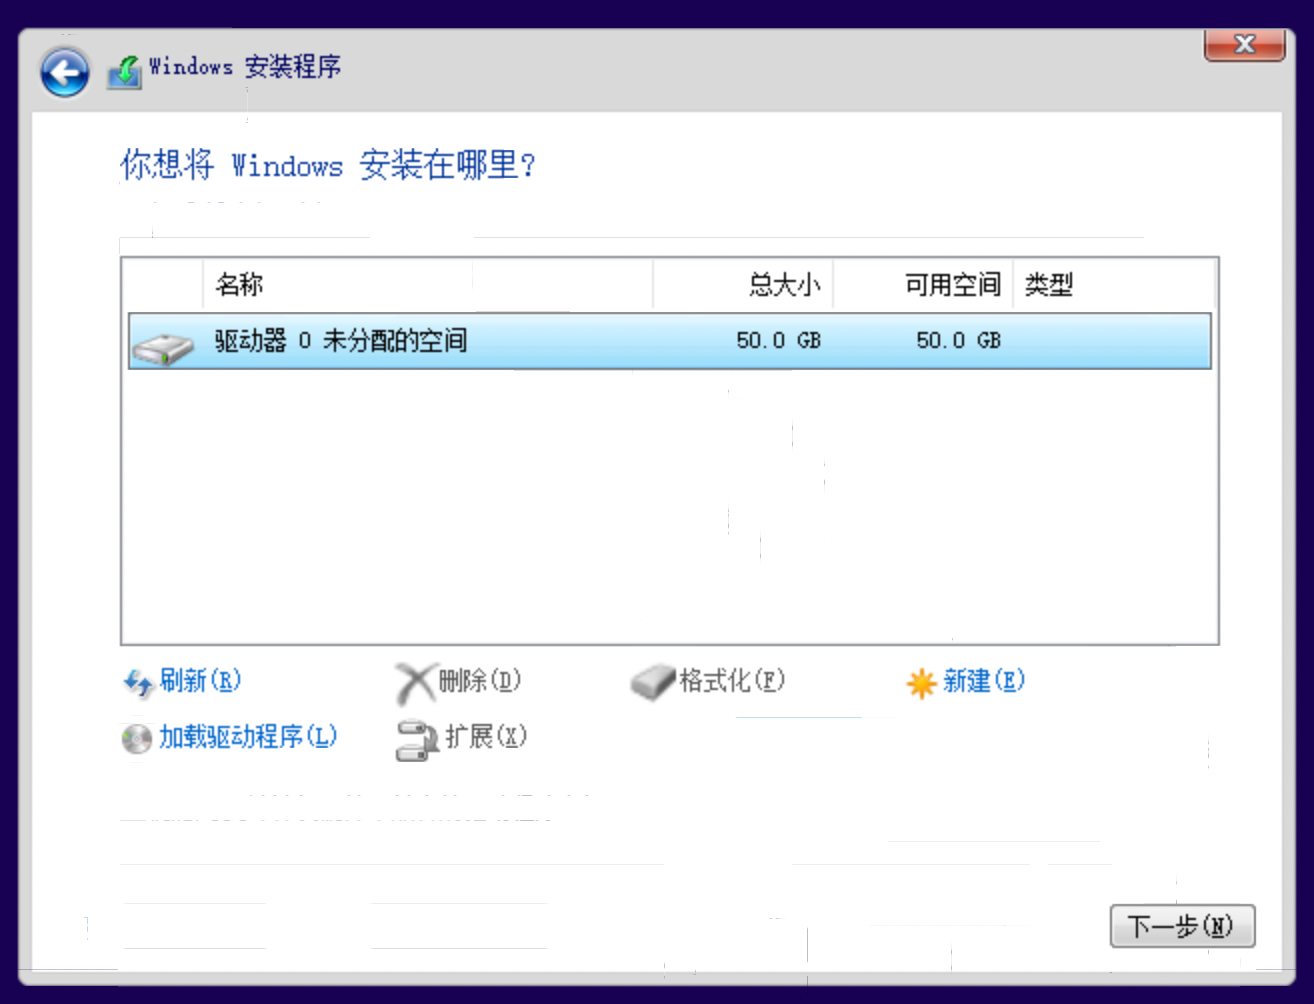 Windows 安装程序
你想将 Windows 安装在哪里?
名称 总大小 可用空间 类型
驱动器 0 未分配的空间 50.0 GB 50.0 GB
刷新(R) 删除(D) 格式化(F) 新建(E)
加载驱动程序(L) 扩展(X)
下一步(N)